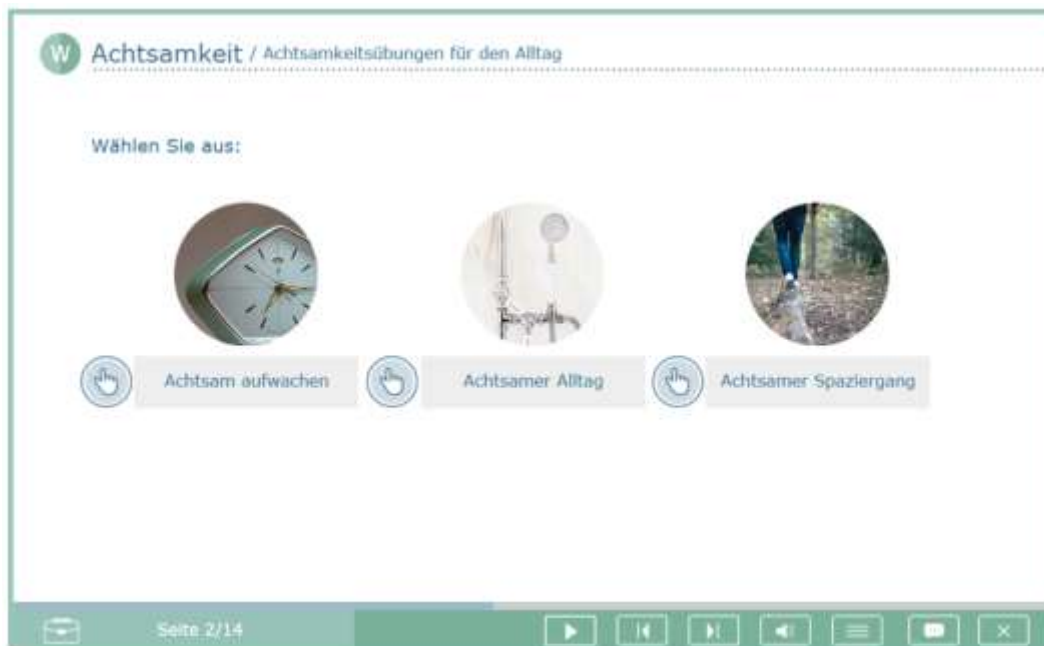 W Achtsamkeit / Achtsamkeitsübungen für den Alltag
Wählen Sie aus:
Achtsam aufwachen
Achtsamer Alltag
Achtsamer Spaziergang
Seite 2/14